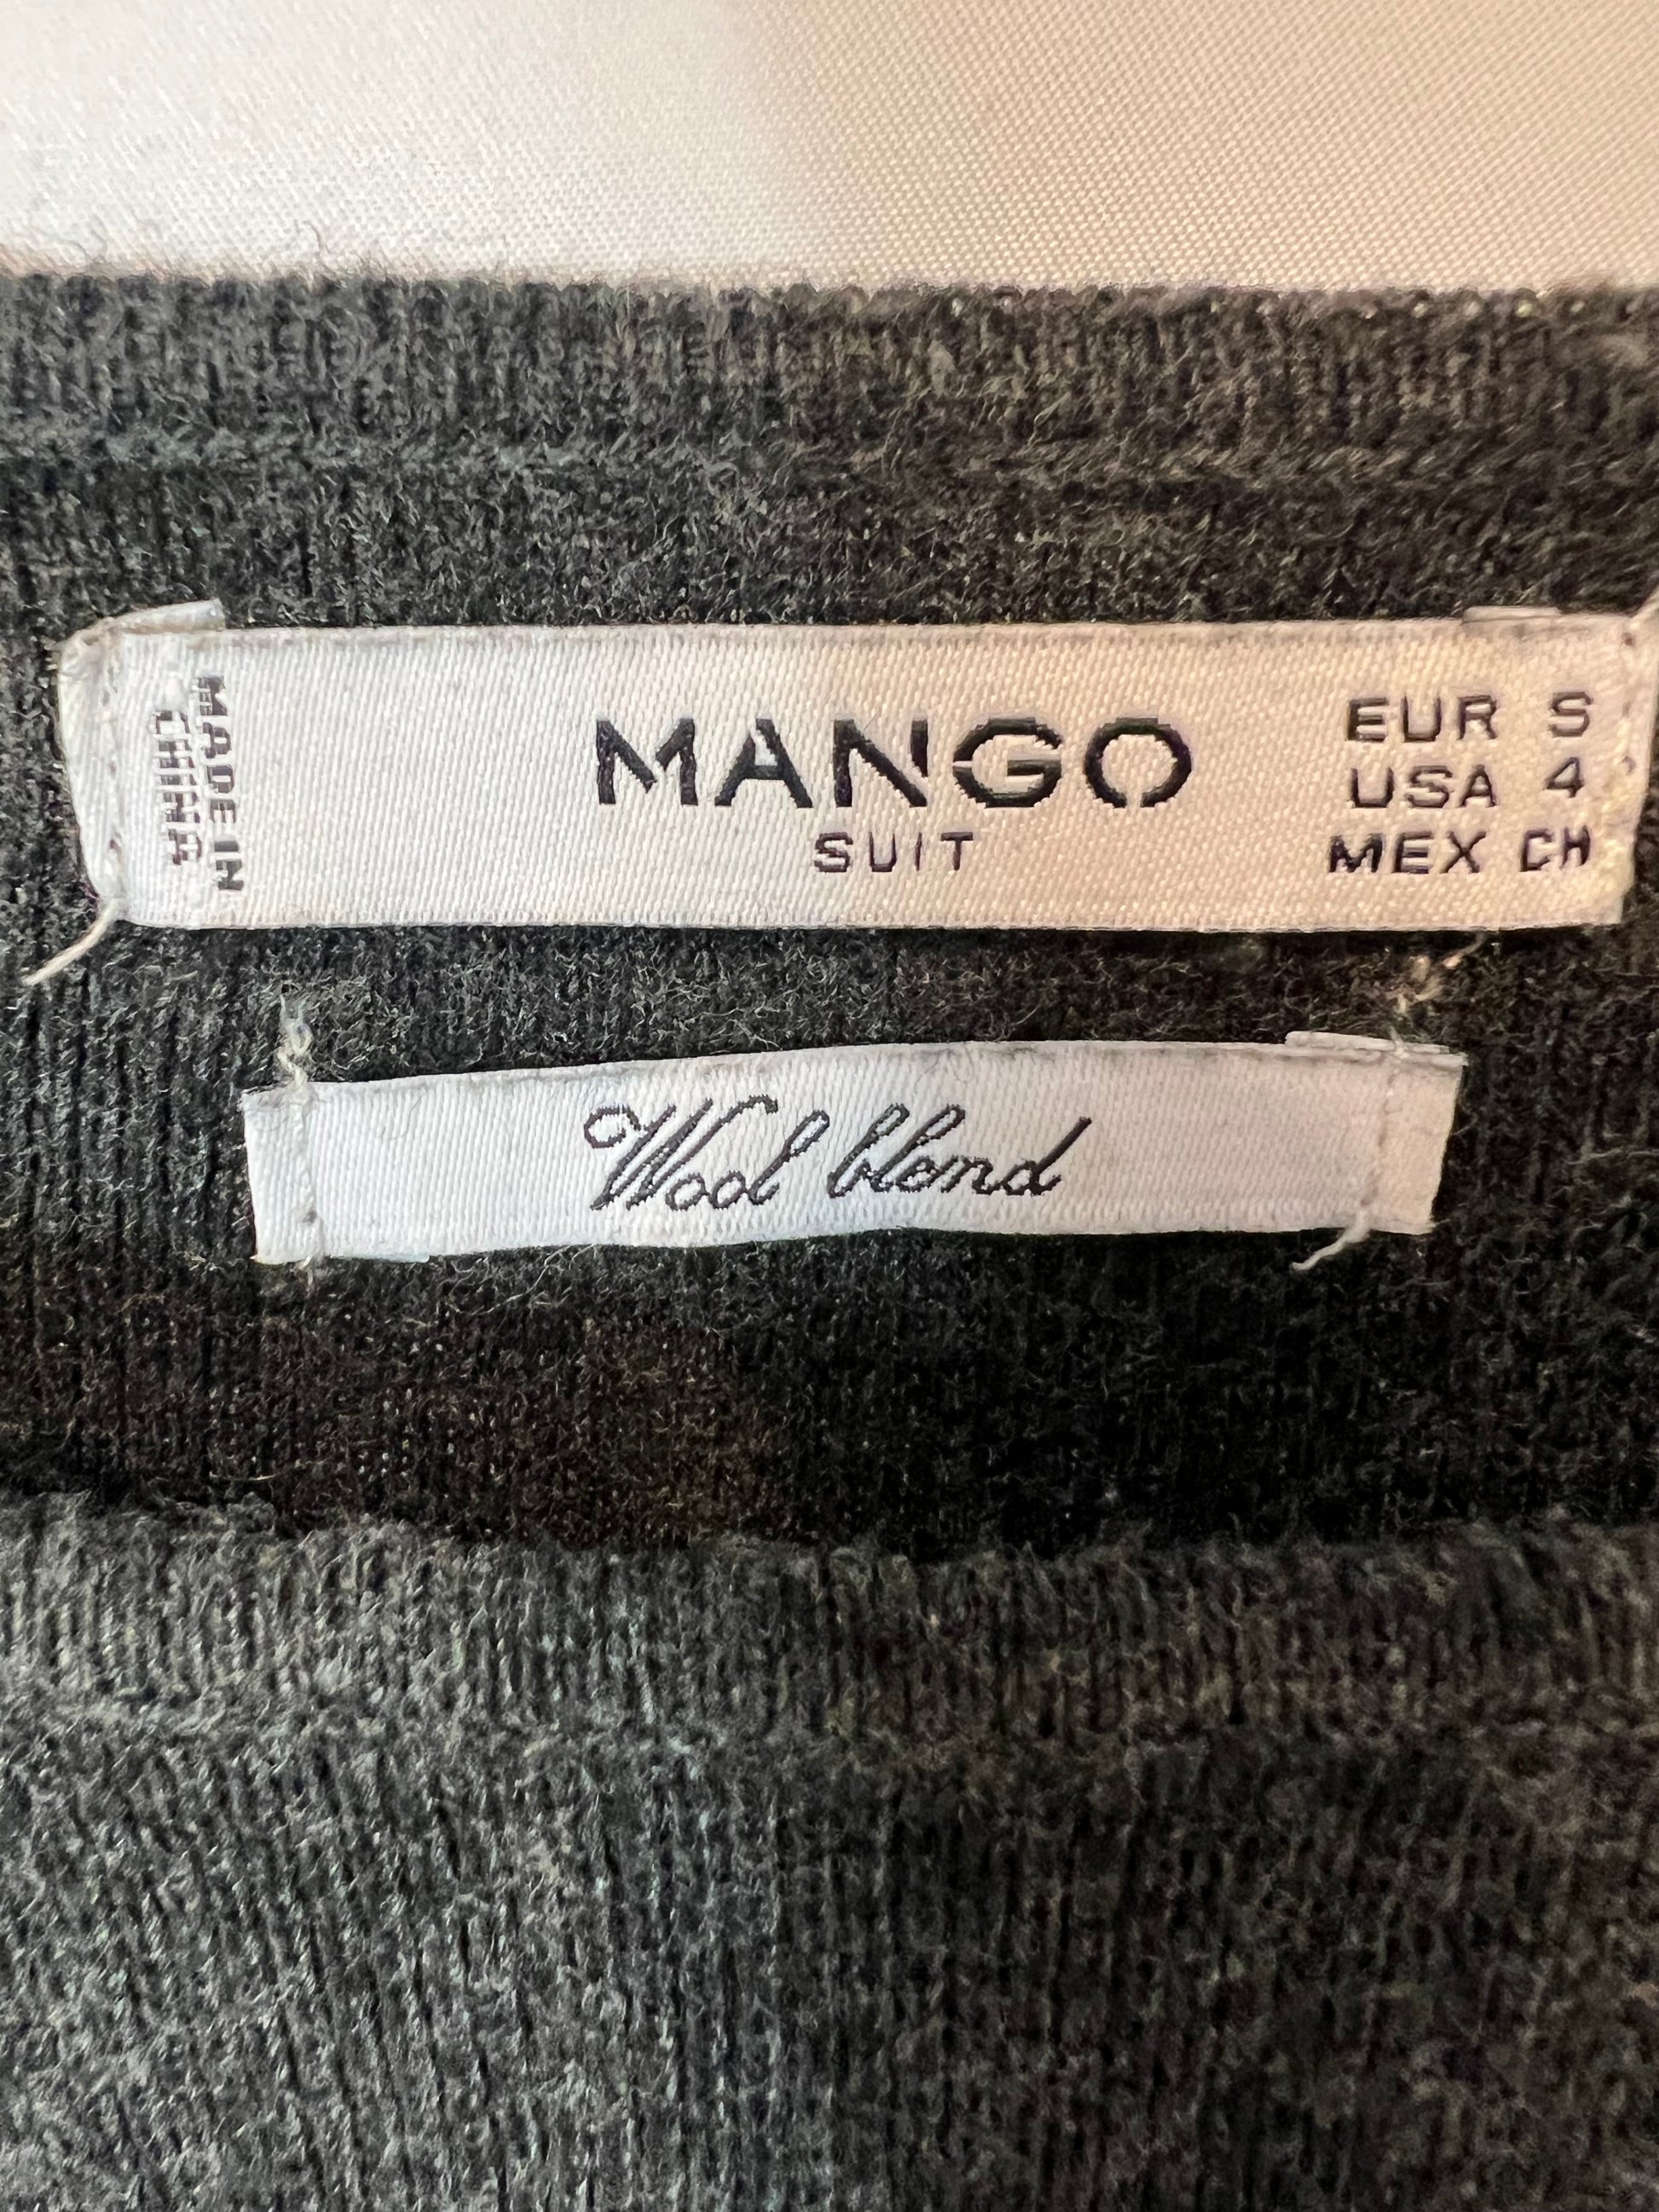 MADE IN
CHINA
MANGO
SUIT
EUR S
USA 4
MEX CH
Wool blend